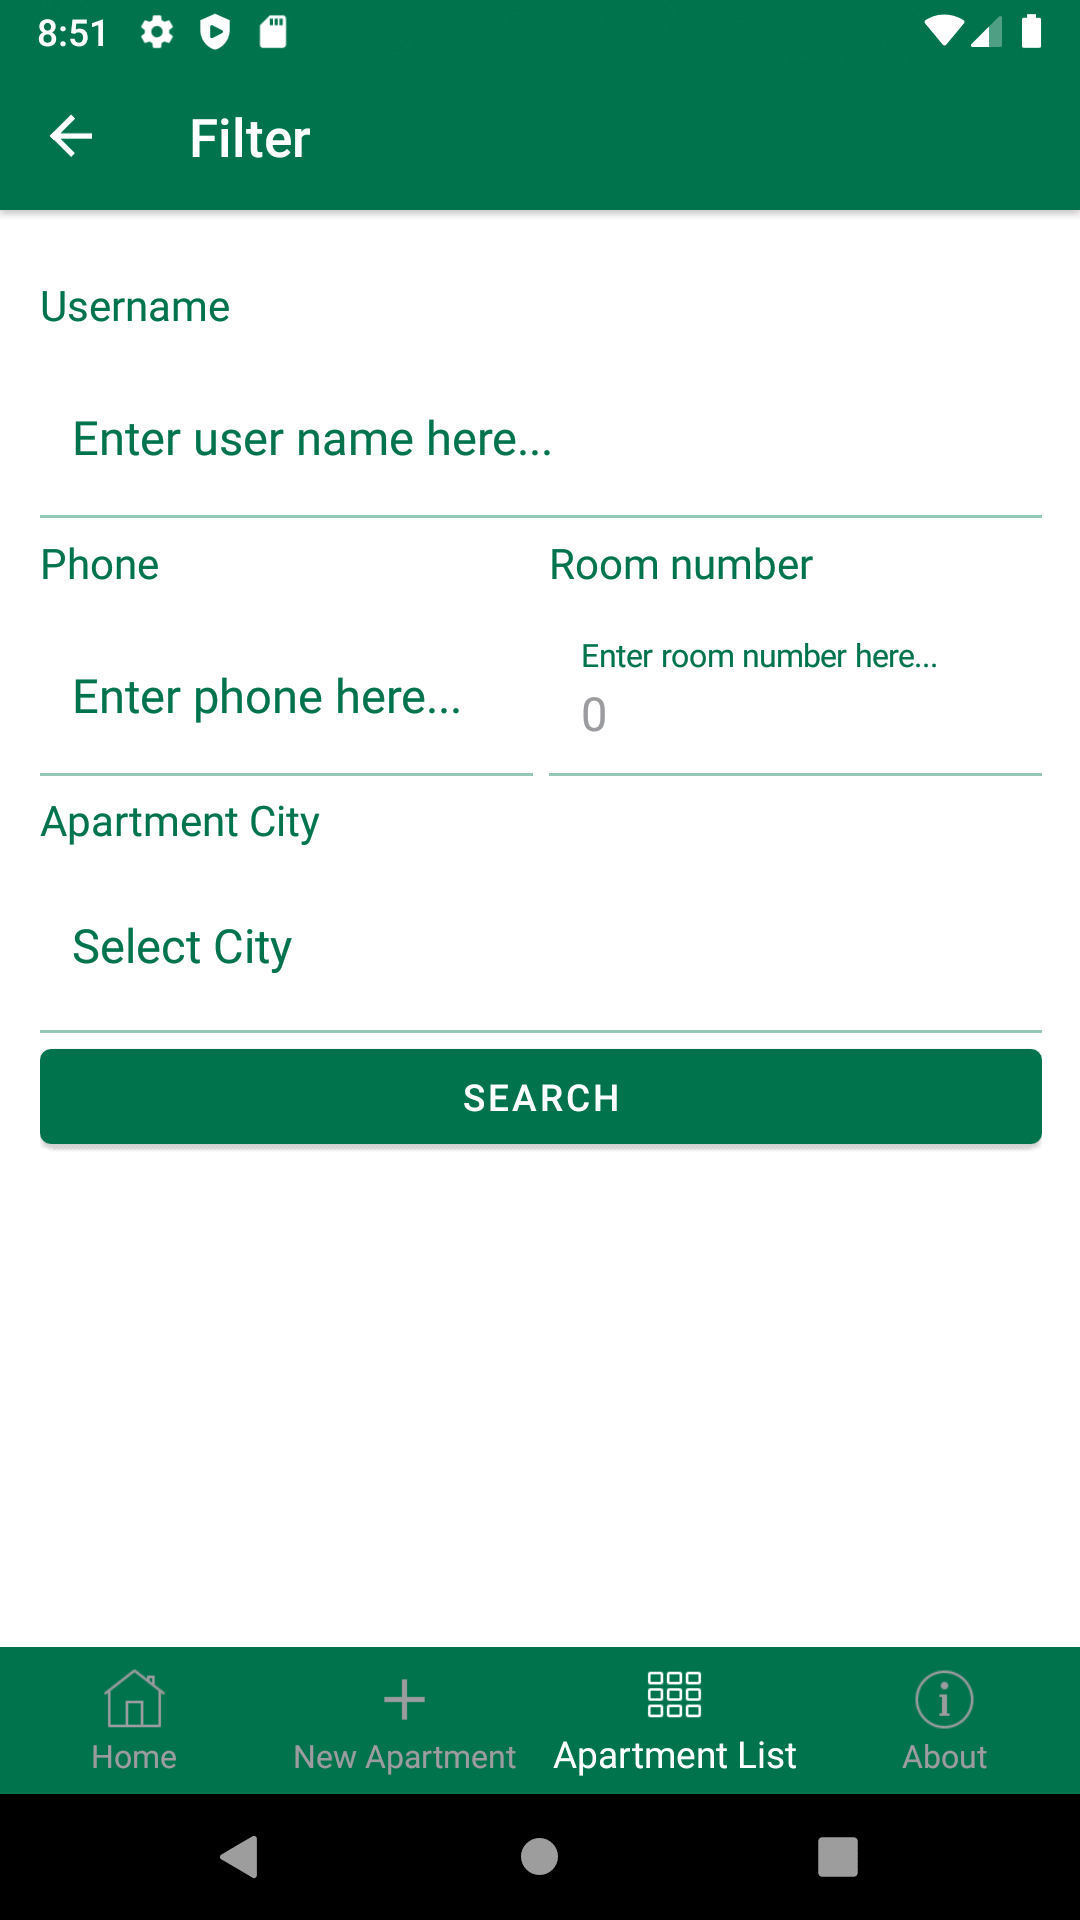 8:51
Filter
Username
Enter user name here...
Phone
Room number
Enter phone here...
Enter room number here...
0
Apartment City
Select City
SEARCH
Home
New Apartment
Apartment List
About